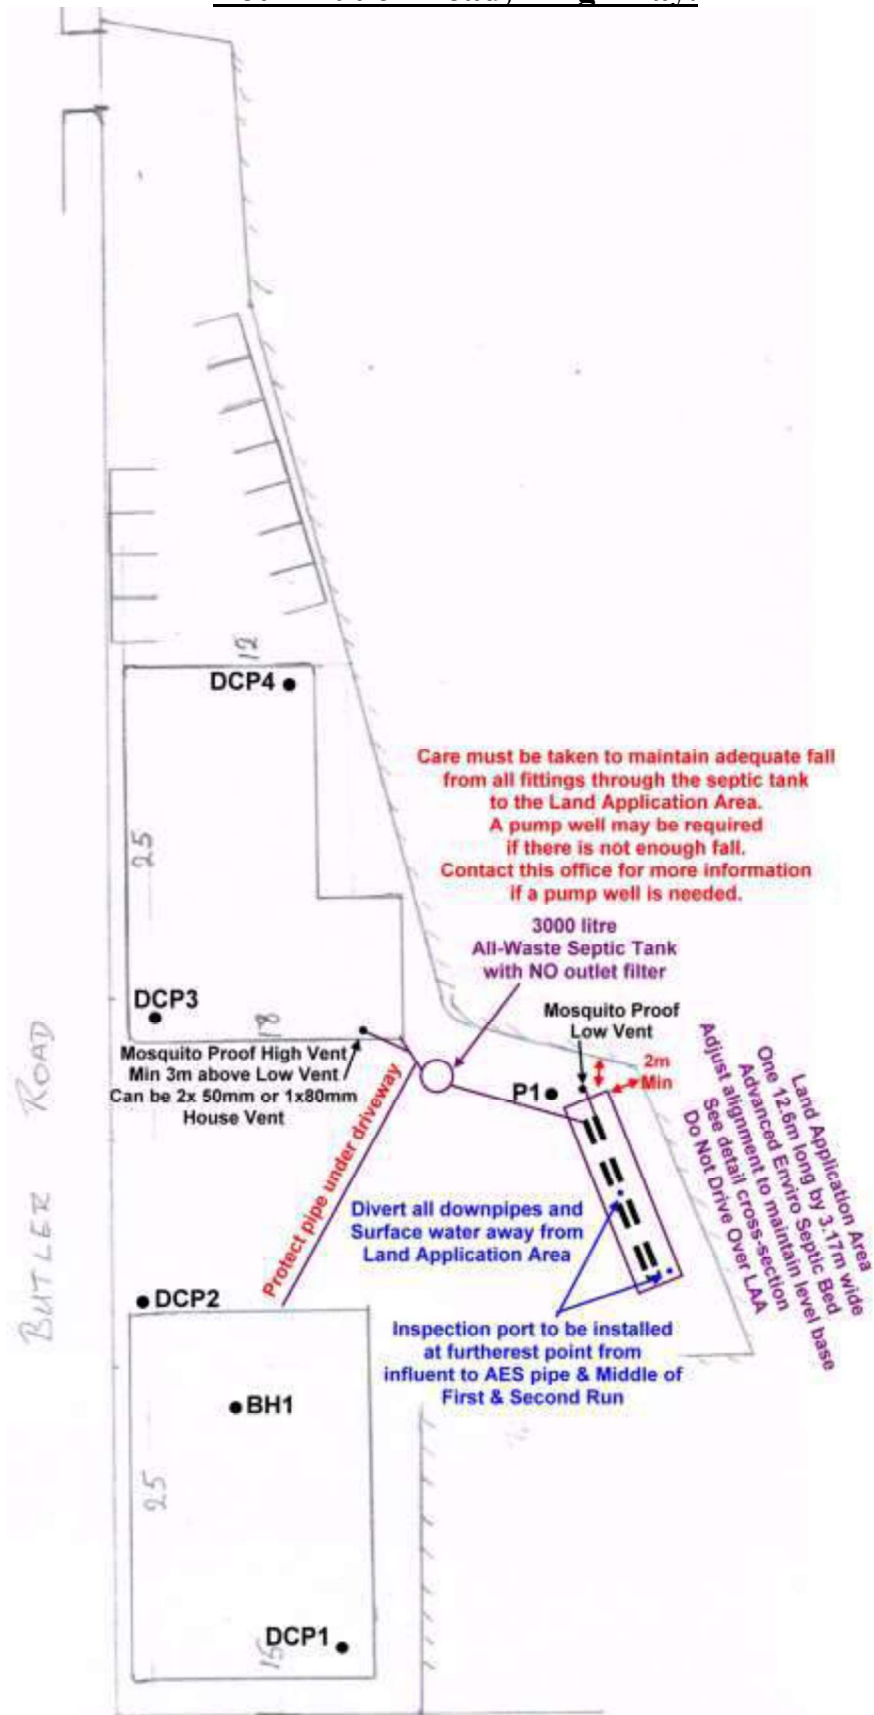 12
DCP4
25
Care must be taken to maintain adequate fall
from all fittings through the septic tank
to the Land Application Area.
A pump well may be required
if there is not enough fall.
Contact this office for more information
if a pump well is needed.
3000 litre
All-Waste Septic Tank
with NO outlet filter
DCP3
18
Mosquito Proof High Vent
Min 3m above Low Vent
Can be 2x 50mm or 1x80mm
House Vent
Mosquito Proof
Low Vent
2m
Min
P1
Land Application Area
One 12.6m long by 3.17m wide
Advanced Enviro Septic Bed
Adjust alignment to maintain level base
See detail cross-section
Do Not Drive Over LAA
BUTLER ROAD
Protect pipe under driveway
Divert all downpipes and
Surface water away from
Land Application Area
DCP2
Inspection port to be installed
at furtherest point from
influent to AES pipe & Middle of
First & Second Run
BH1
25
DCP1
15